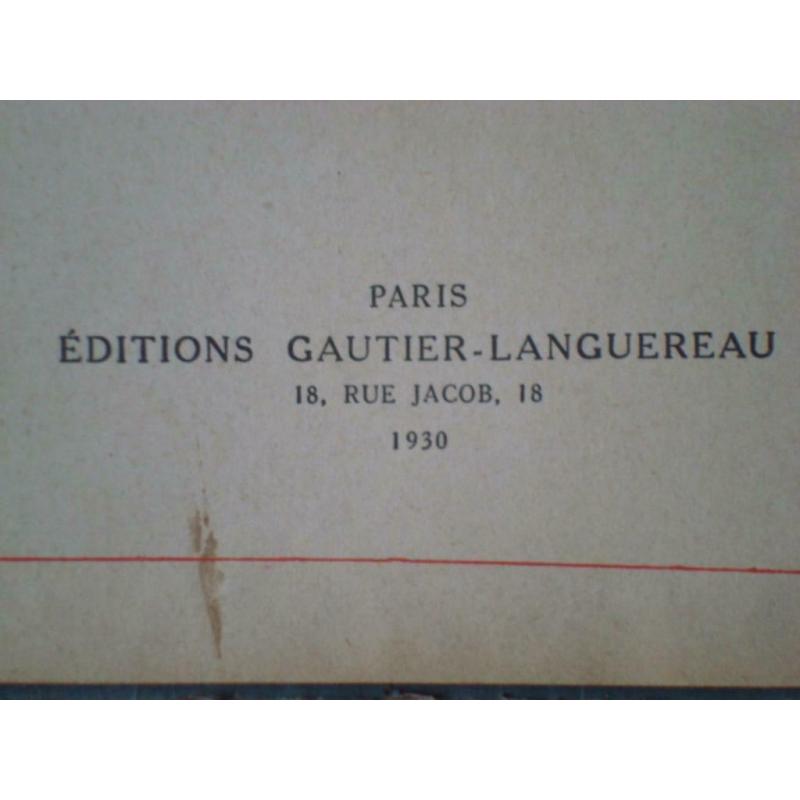 PARIS
ÉDITIONS GAUTIER-LANGUEREAU
18, RUE JACOB, 18
1930